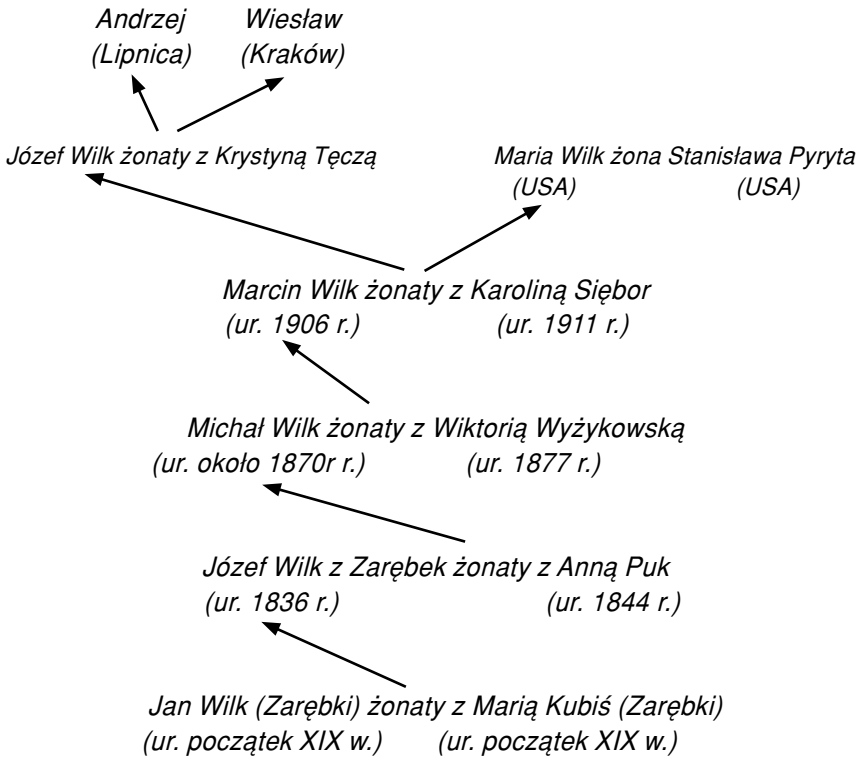 Andrzej Wiesław
(Lipnica) (Kraków)
Józef Wilk żonaty z Krystyną Tęczą Maria Wilk żona Stanisława Pyryta
(USA) (USA)
Marcin Wilk żonaty z Karoliną Siębor
(ur. 1906 r.) (ur. 1911 r.)
Michał Wilk żonaty z Wiktorią Wyżykowską
(ur. około 1870r r.) (ur. 1877 r.)
Józef Wilk z Zarębek żonaty z Anną Puk
(ur. 1836 r.) (ur. 1844 r.)
Jan Wilk (Zarębki) żonaty z Marią Kubiś (Zarębki)
(ur. początek XIX w.) (ur. początek XIX w.)